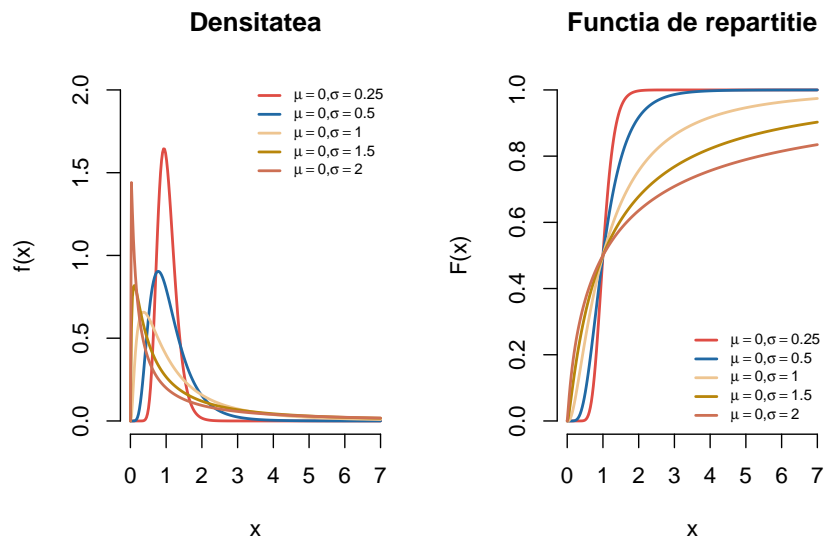 Densitatea
2.0
1.5
1.0
0.5
0.0
f(x)
0 1 2 3 4 5 6 7
x
μ = 0,σ = 0.25
μ = 0,σ = 0.5
μ = 0,σ = 1
μ = 0,σ = 1.5
μ = 0,σ = 2
Functia de repartitie
1.0
0.8
0.6
0.4
0.2
0.0
F(x)
0 1 2 3 4 5 6 7
x
μ = 0,σ = 0.25
μ = 0,σ = 0.5
μ = 0,σ = 1
μ = 0,σ = 1.5
μ = 0,σ = 2